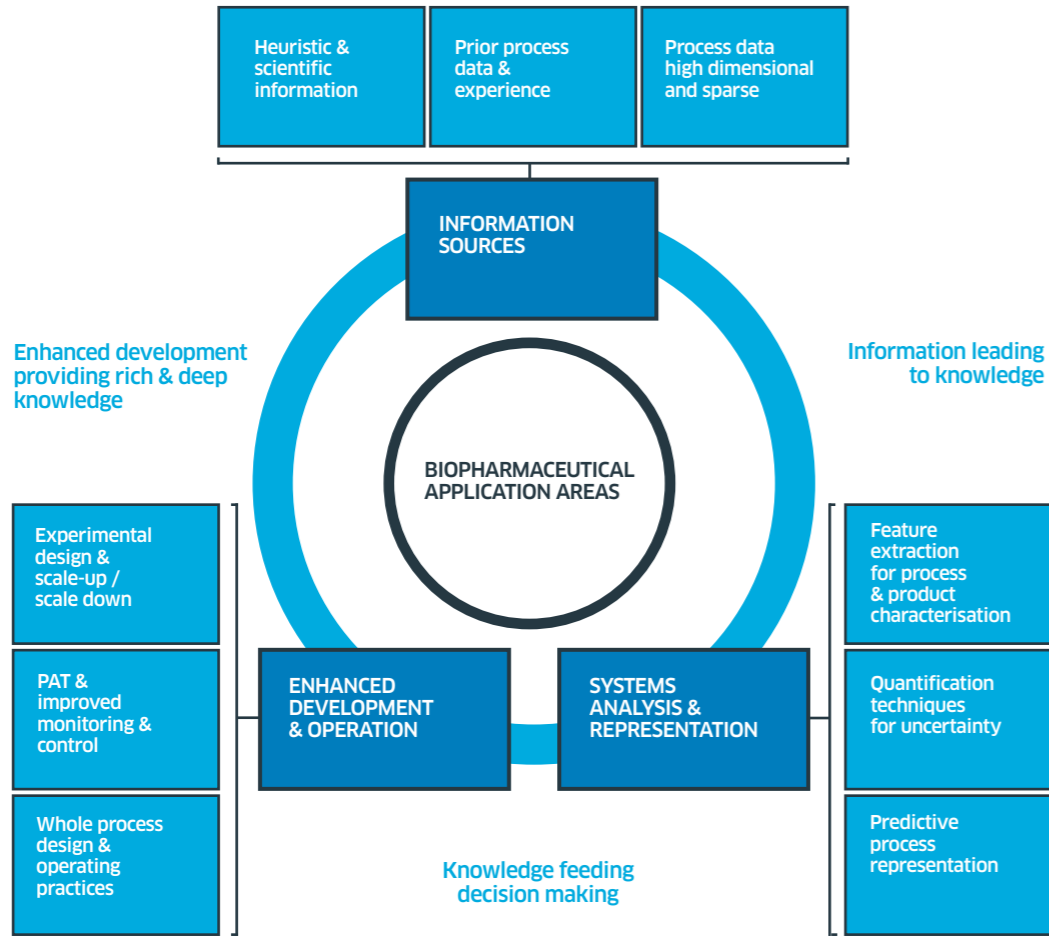 Heuristic &
scientific
information
Prior process
data &
experience
Process data
high dimensional
and sparse
INFORMATION
SOURCES
Enhanced development
providing rich & deep
knowledge
Information leading
to knowledge
BIOPHARMACEUTICAL
APPLICATION AREAS
Experimental
design &
scale-up /
scale down
PAT &
improved
monitoring &
control
Whole process
design &
operating
practices
ENHANCED
DEVELOPMENT
& OPERATION
SYSTEMS
ANALYSIS &
REPRESENTATION
Feature
extraction
for process
& product
characterisation
Quantification
techniques
for uncertainty
Predictive
process
representation
Knowledge feeding
decision making